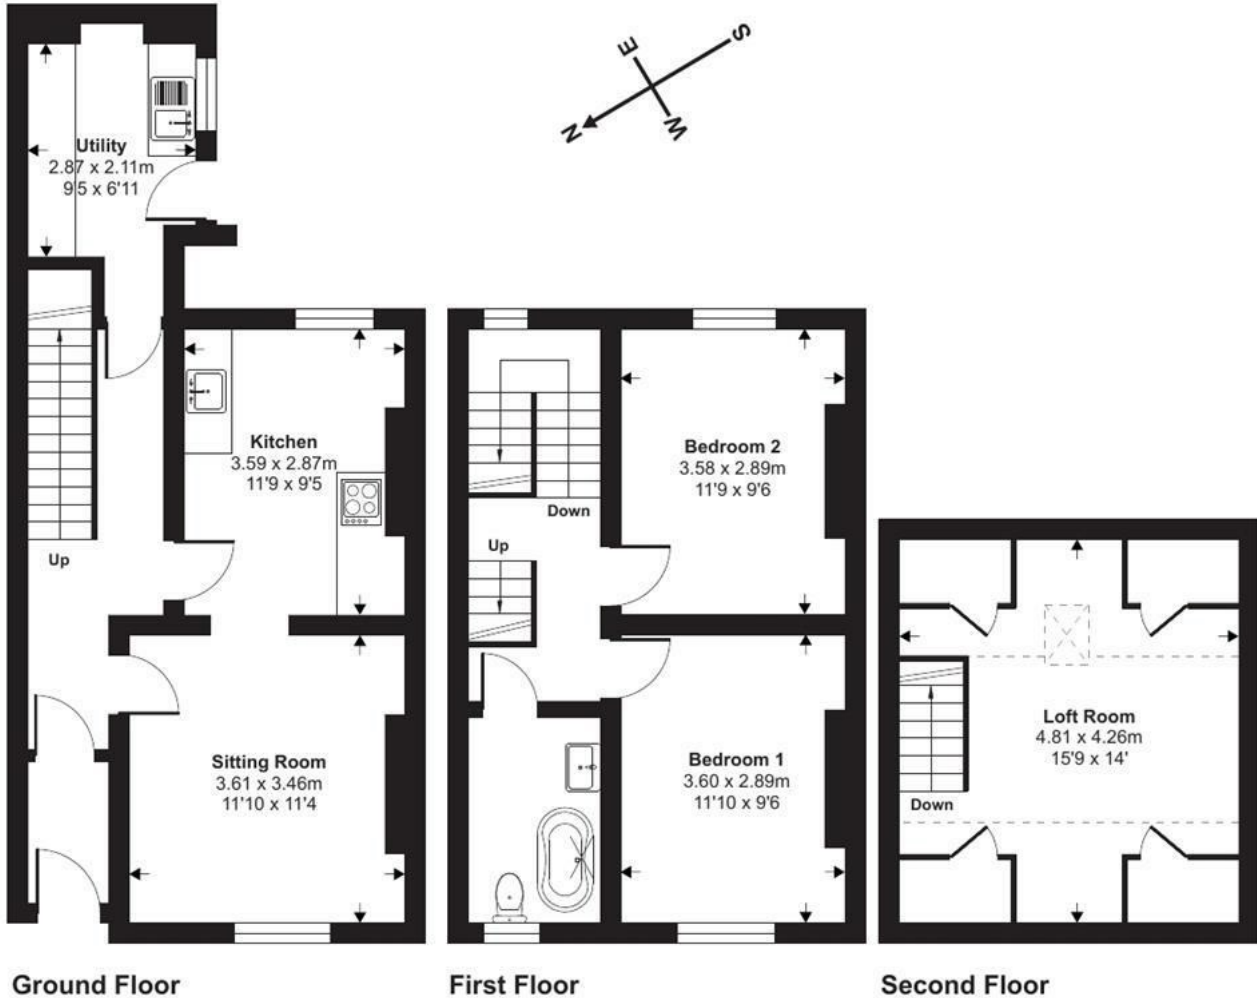 S
E
N
W
Utility
2.87 x 2.11m
9'5 x 6'11
Kitchen
3.59 x 2.87m
11'9 x 9'5
Up
Sitting Room
3.61 x 3.46m
11'10 x 11'4
Ground Floor
Bedroom 2
3.58 x 2.89m
11'9 x 9'6
Down
Up
Bedroom 1
3.60 x 2.89m
11'10 x 9'6
First Floor
Loft Room
4.81 x 4.26m
15'9 x 14'
Down
Second Floor